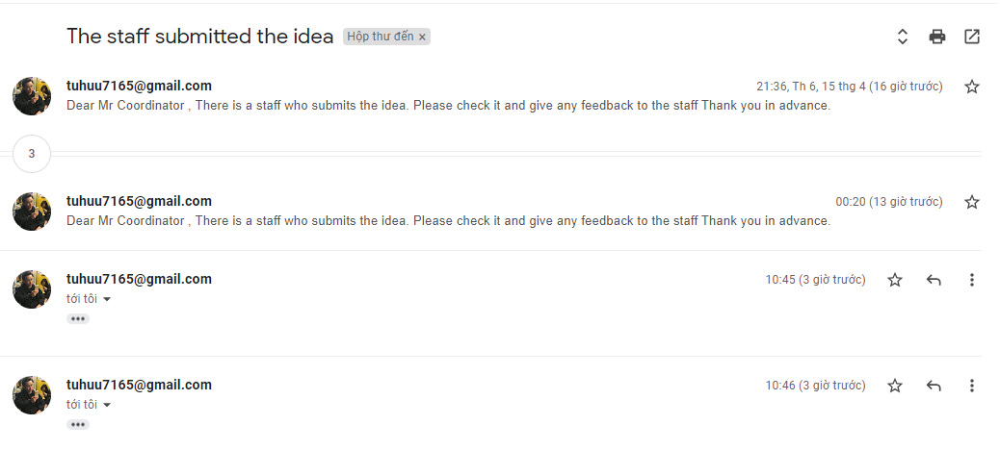 The staff submitted the idea Hộp thư đến ×
tuhuu7165@gmail.com 21:36, Th 6, 15 thg 4 (16 giờ trước)
Dear Mr Coordinator , There is a staff who submits the idea. Please check it and give any feedback to the staff Thank you in advance.
3
tuhuu7165@gmail.com 00:20 (13 giờ trước)
Dear Mr Coordinator , There is a staff who submits the idea. Please check it and give any feedback to the staff Thank you in advance.
tuhuu7165@gmail.com 10:45 (3 giờ trước)
tới tôi
tuhuu7165@gmail.com 10:46 (3 giờ trước)
tới tôi